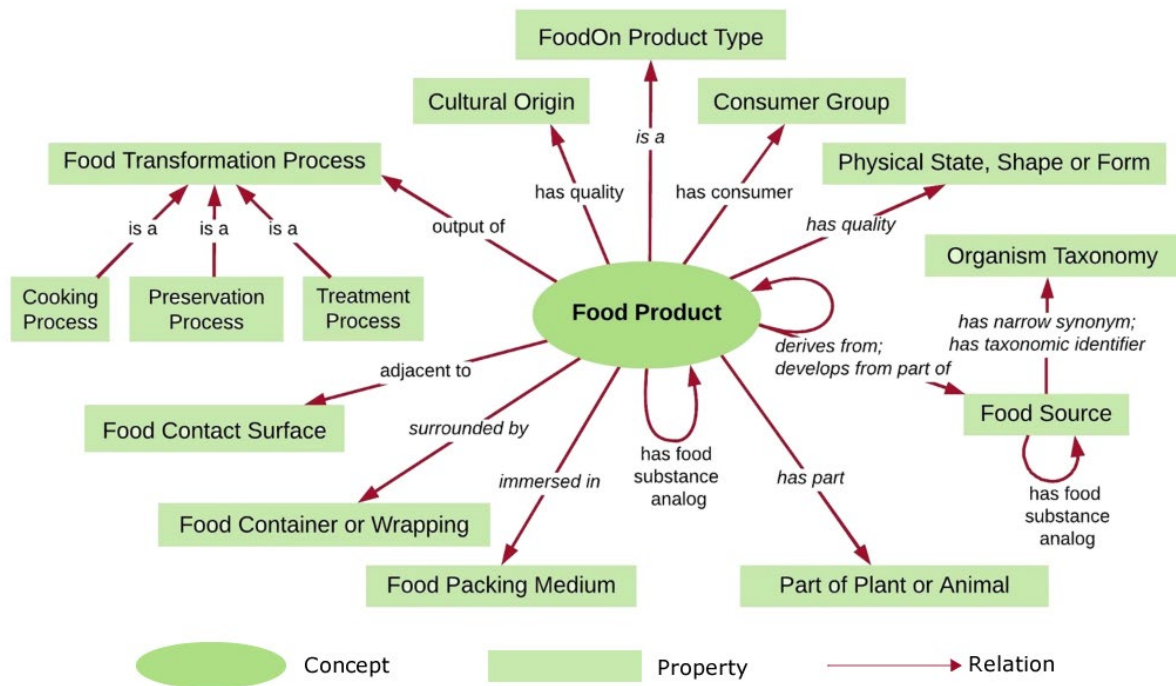 FoodOn Product Type
Cultural Origin
Consumer Group
is a
Food Transformation Process
Physical State, Shape or Form
has quality
has consumer
is a
is a
is a
output of
has quality
Organism Taxonomy
Cooking
Process
Preservation
Process
Treatment
Process
Food Product
has narrow synonym;
has taxonomic identifier
derives from;
develops from part of
adjacent to
Food Source
Food Contact Surface
surrounded by
has food
substance
analog
immersed in
has part
has food
substance
analog
Food Container or Wrapping
Food Packing Medium
Part of Plant or Animal
Concept
Property
Relation